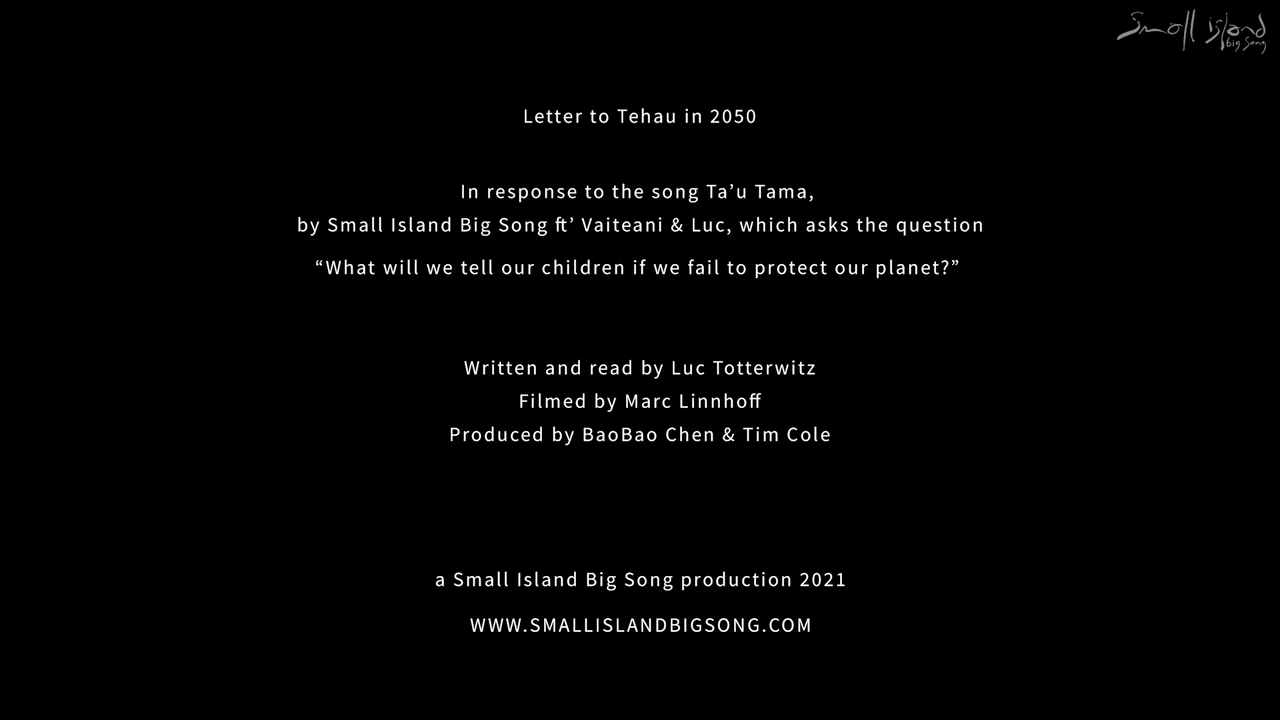 Small island
big song
Letter to Tehau in 2050
In response to the song Ta’u Tama,
by Small Island Big Song ft’ Vaiteani & Luc, which asks the question
“What will we tell our children if we fail to protect our planet?”
Written and read by Luc Totterwitz
Filmed by Marc Linnhoff
Produced by BaoBao Chen & Tim Cole
a Small Island Big Song production 2021
WWW.SMALLISLANDBIGSONG.COM